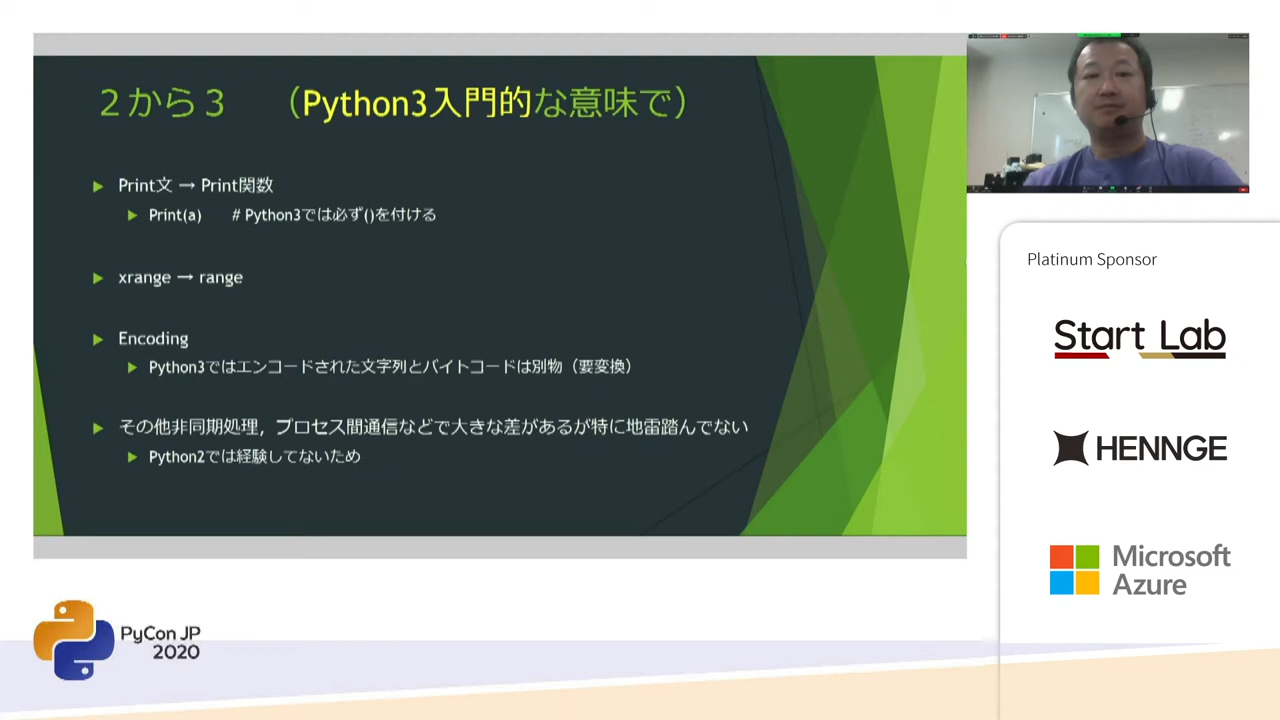 ２から３　（Python3入門的な意味で）
Print文 → Print関数
Print(a)　# Python3では必ず()を付ける
xrange → range
Encoding
Python3ではエンコードされた文字列とバイトコードは別物（要変換）
その他非同期処理，プロセス間通信などで大きな差があるが特に地雷踏んでない
Python2では経験してないため
Platinum Sponsor
Start Lab
HENNGE
Microsoft
Azure
PyCon JP
2020